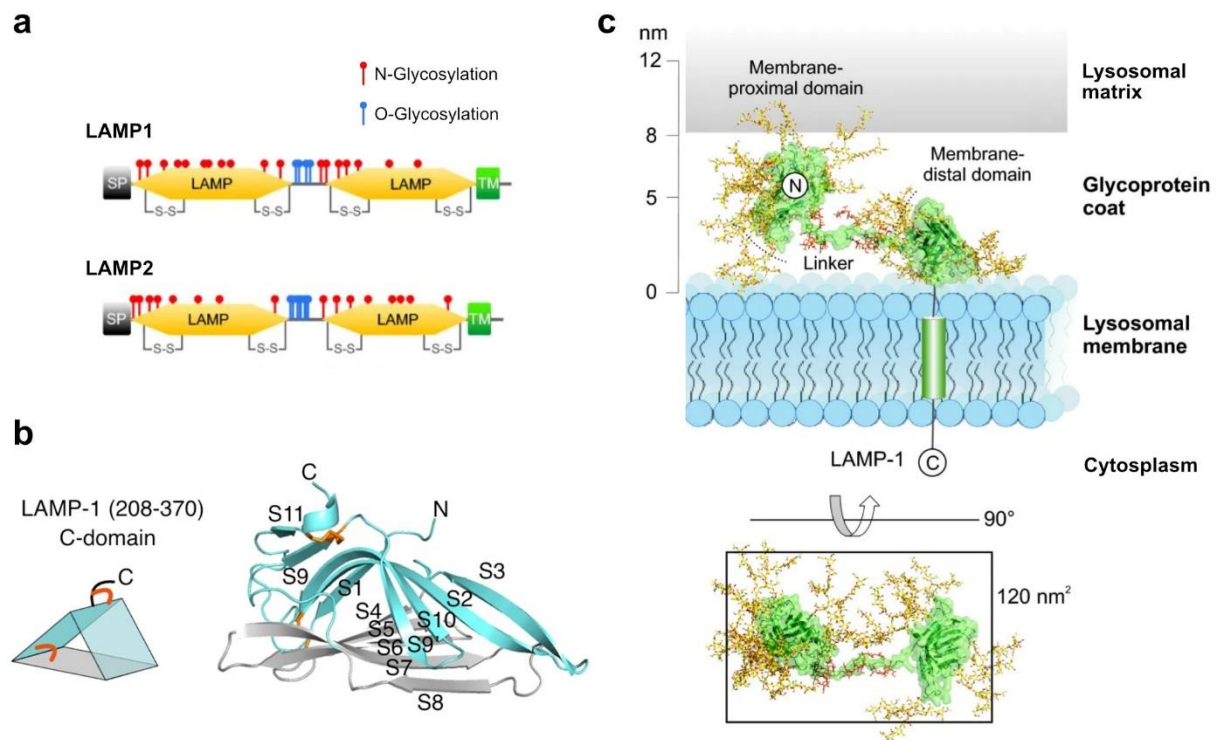 a
N-Glycosylation
O-Glycosylation
LAMP1
SP
LAMP
LAMP
TM
S-S
S-S
S-S
S-S
LAMP2
SP
LAMP
LAMP
TM
S-S
S-S
S-S
S-S
b
LAMP-1 (208-370)
C-domain
C
C
N
S11
S9
S1
S3
S2
S4
S5
S10
S6
S9'
S7
S8
c
nm
12
8
5
0
Membrane-
proximal domain
Lysosomal
matrix
Membrane-
distal domain
N
Glycoprotein
coat
Linker
Lysosomal
membrane
LAMP-1
C
Cytosplasm
90°
120 nm²